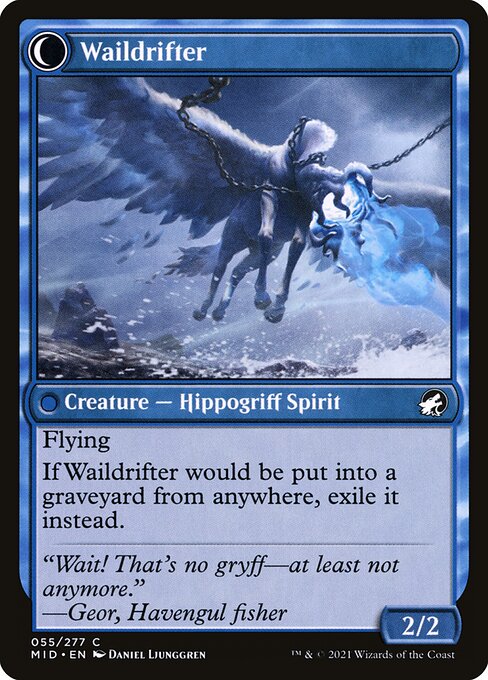 Waildrifter
Creature — Hippogriff Spirit
Flying
If Waildrifter would be put into a
graveyard from anywhere, exile it
instead.
“Wait! That’s no gryff—at least not
anymore.”
—Geor, Havengul fisher
2/2
055/277 C
MID • EN Daniel Ljunggren
™ & © 2021 Wizards of the Coast